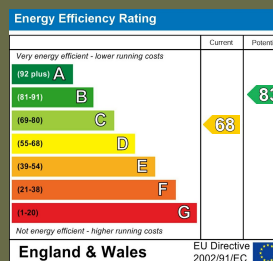 Energy Efficiency Rating
Current
Very energy efficient - lower running costs
(92 plus) A
(81-91) B
83
(69-80) C
68
(55-68) D
(39-54) E
(21-38) F
(1-20) G
Not energy efficient - higher running costs
England & Wales
EU Directive
2002/91/EC